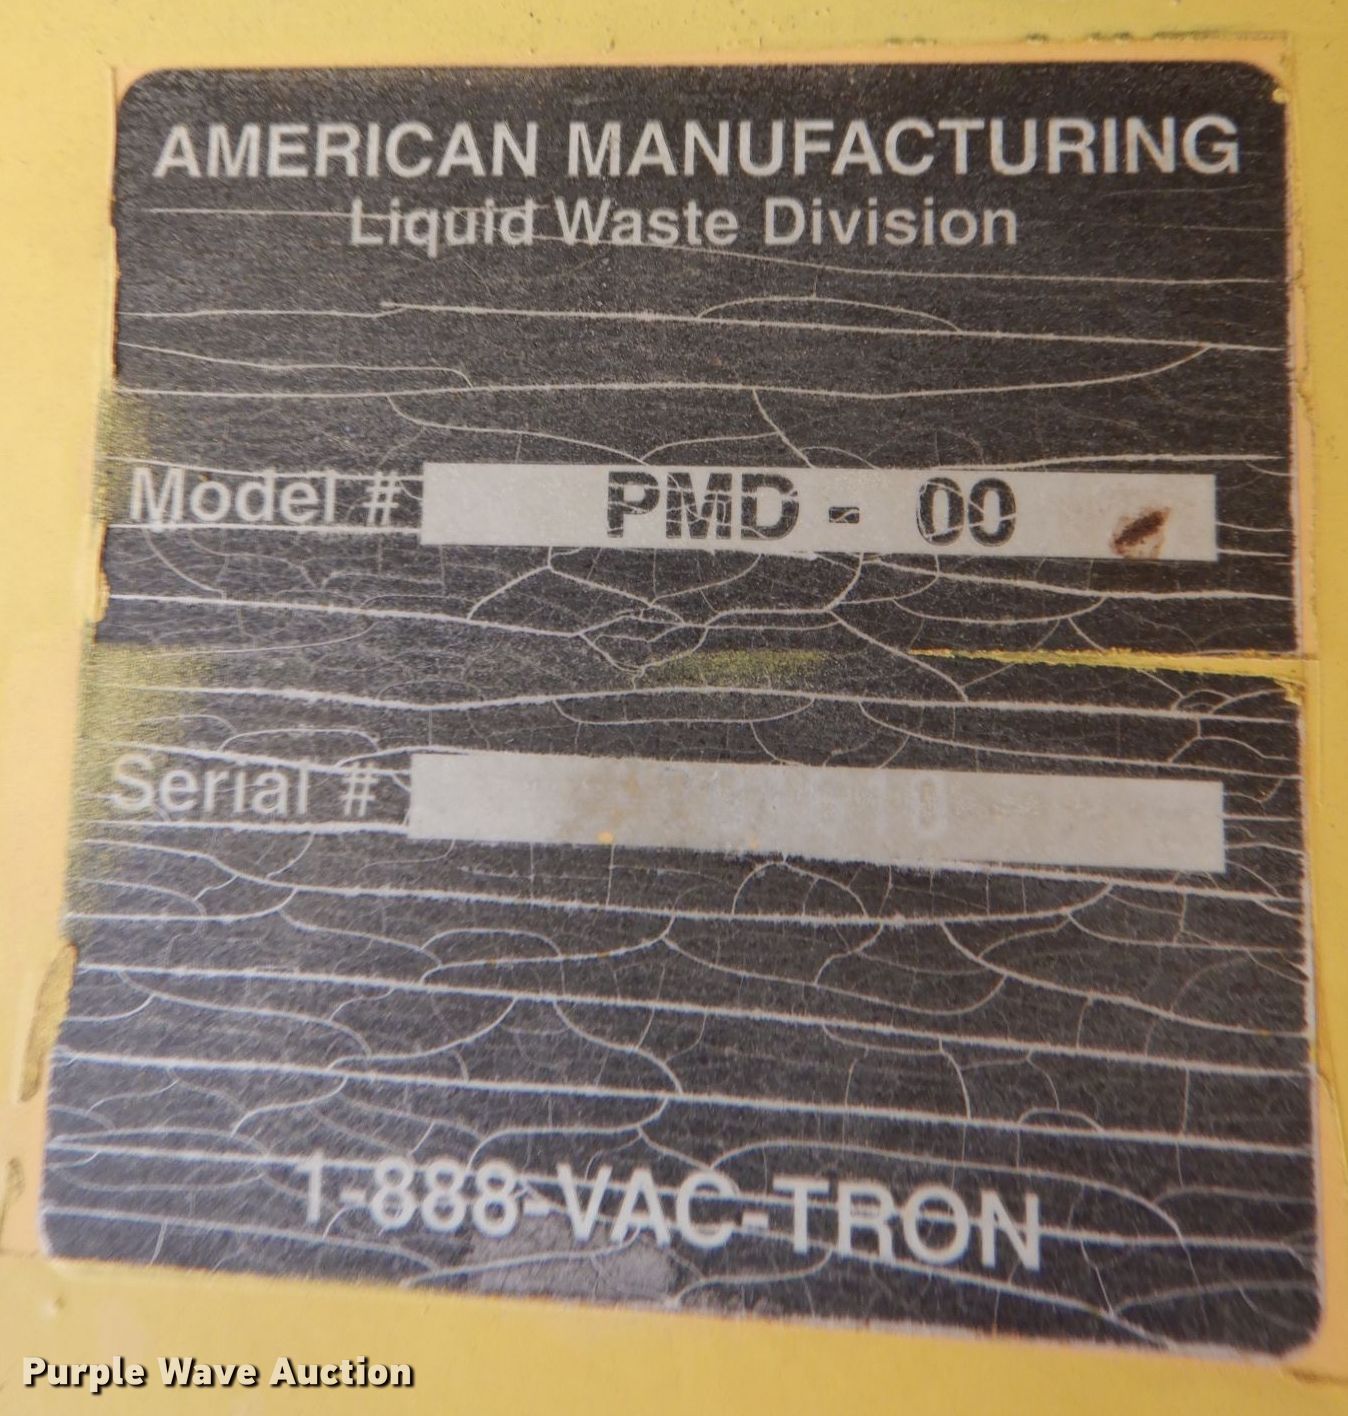 AMERICAN MANUFACTURING
Liquid Waste Division
Model # PMD - 00
Serial #
1-888-VAC-TRON
Purple Wave Auction